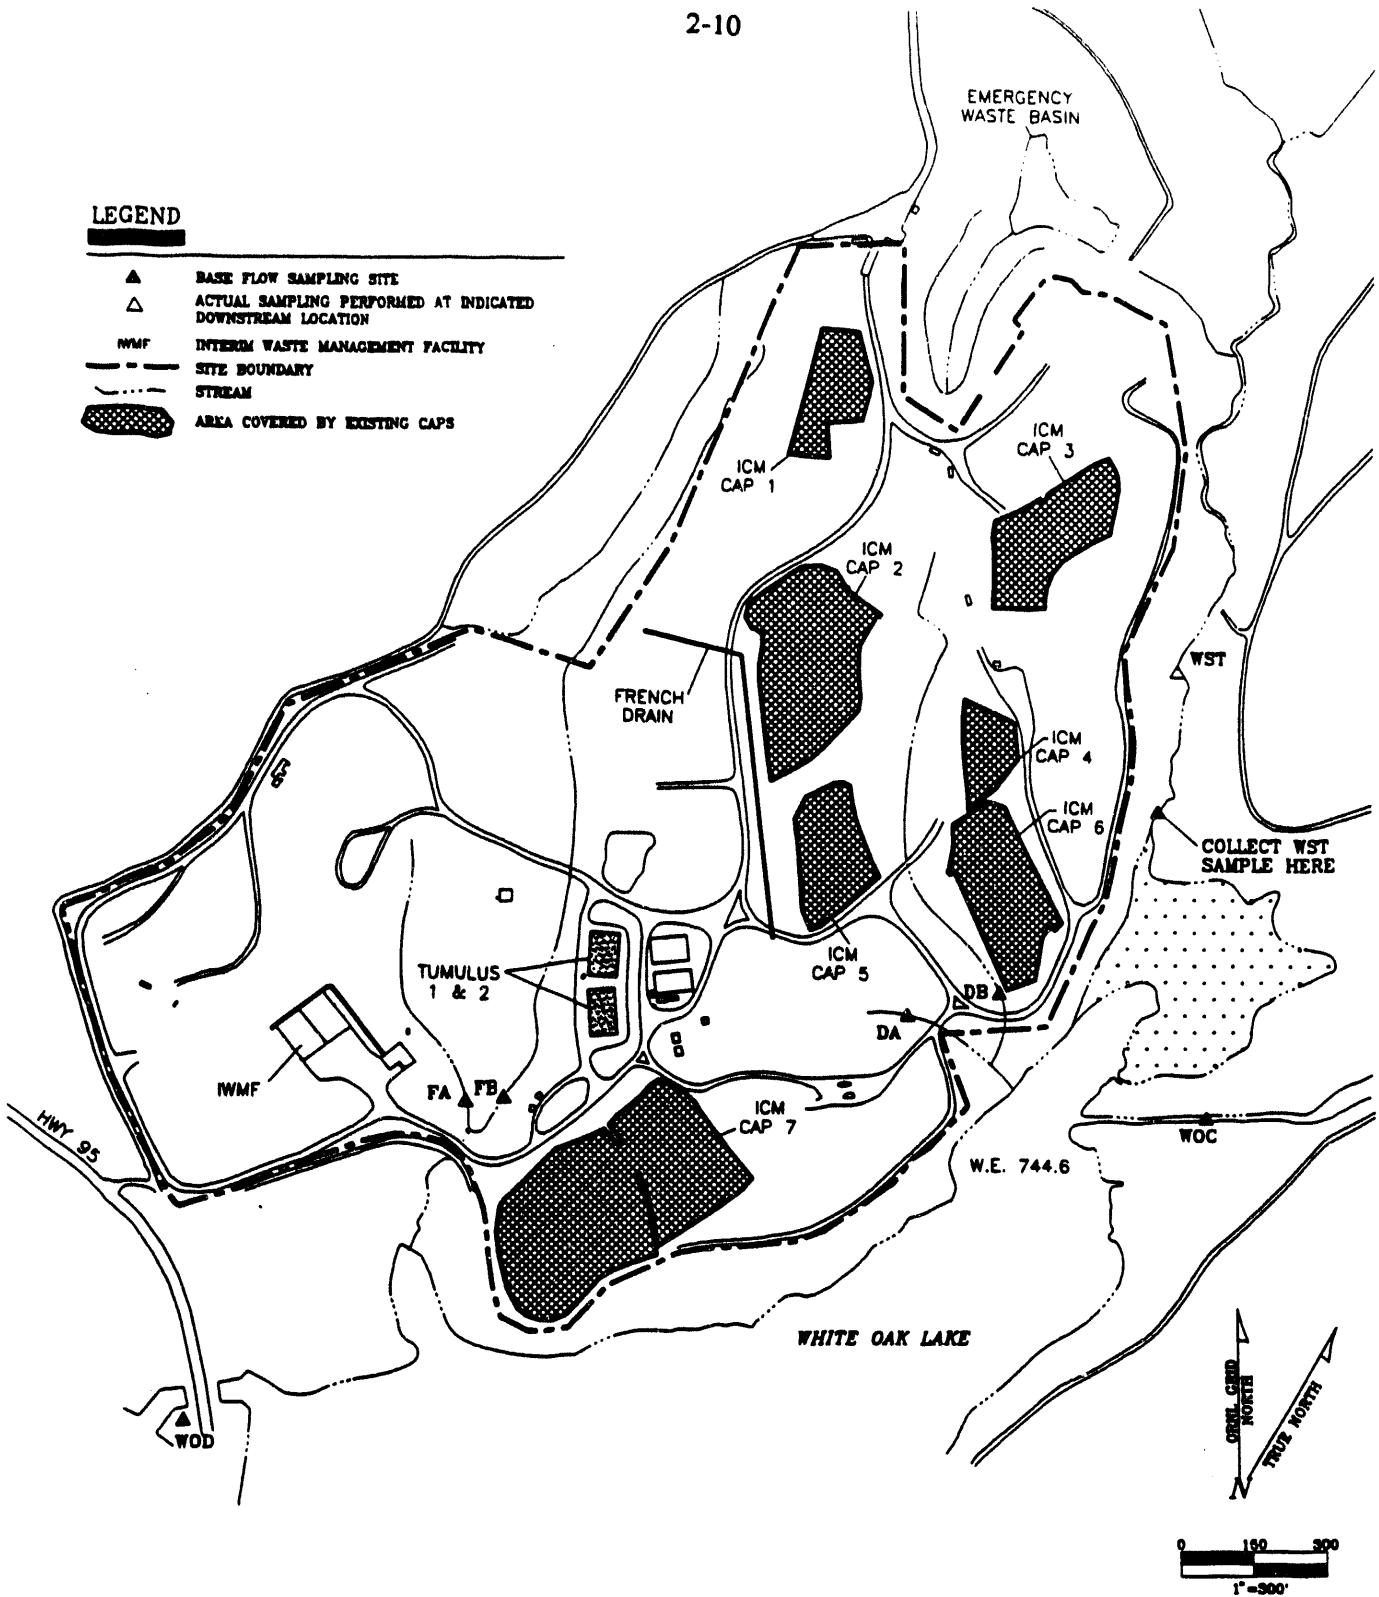 2-10
EMERGENCY
WASTE BASIN
LEGEND
BASE FLOW SAMPLING SITE
ACTUAL SAMPLING PERFORMED AT INDICATED
DOWNSTREAM LOCATION
IWMF INTERIM WASTE MANAGEMENT FACILITY
SITE BOUNDARY
STREAM
AREA COVERED BY EXISTING CAPS
ICM
CAP 1
ICM
CAP 3
ICM
CAP 2
FRENCH
DRAIN
WST
ICM
CAP 4
ICM
CAP 6
COLLECT WST
SAMPLE HERE
ICM
CAP 5
TUMULUS
1 & 2
DB
DA
IWMF
FA
FB
ICM
CAP 7
HWY 95
WOC
W.E. 744.6
WHITE OAK LAKE
WOD
ORNL GRID
NORTH
TRUE NORTH
N
0 150 300
1"=300'